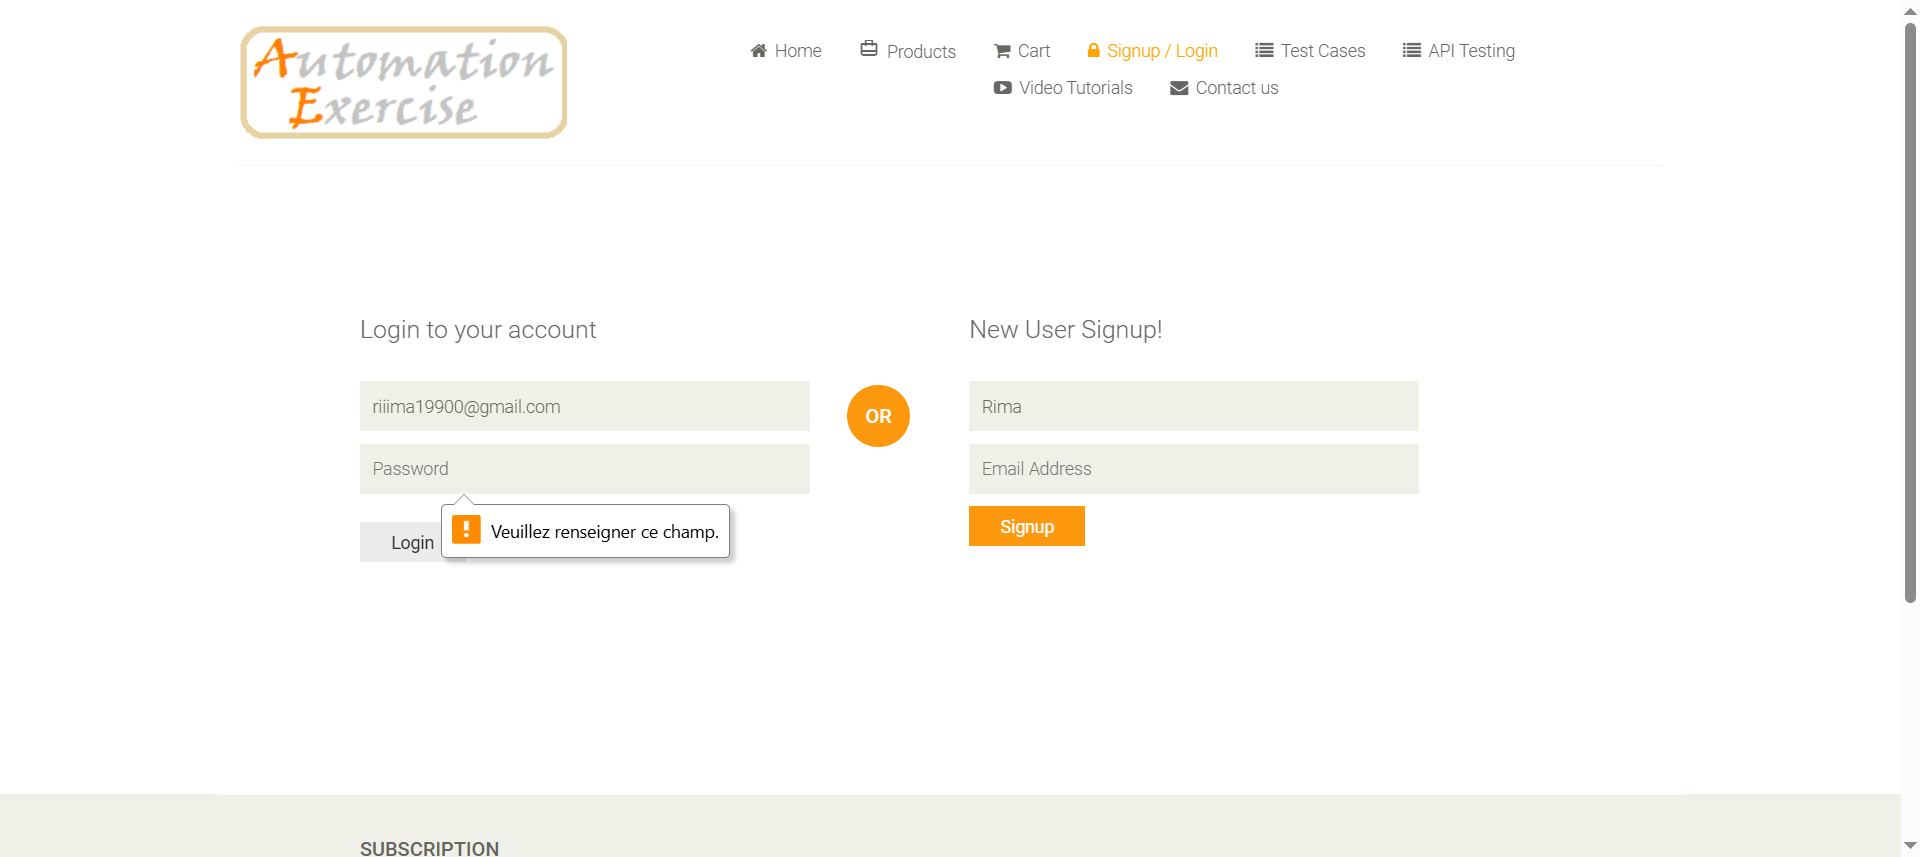 Automation
Exercise
Home
Products
Cart
Signup / Login
Test Cases
API Testing
Video Tutorials
Contact us
Login to your account
riiima19900@gmail.com
Password
Login
Veuillez renseigner ce champ.
OR
New User Signup!
Rima
Email Address
Signup
SUBSCRIPTION